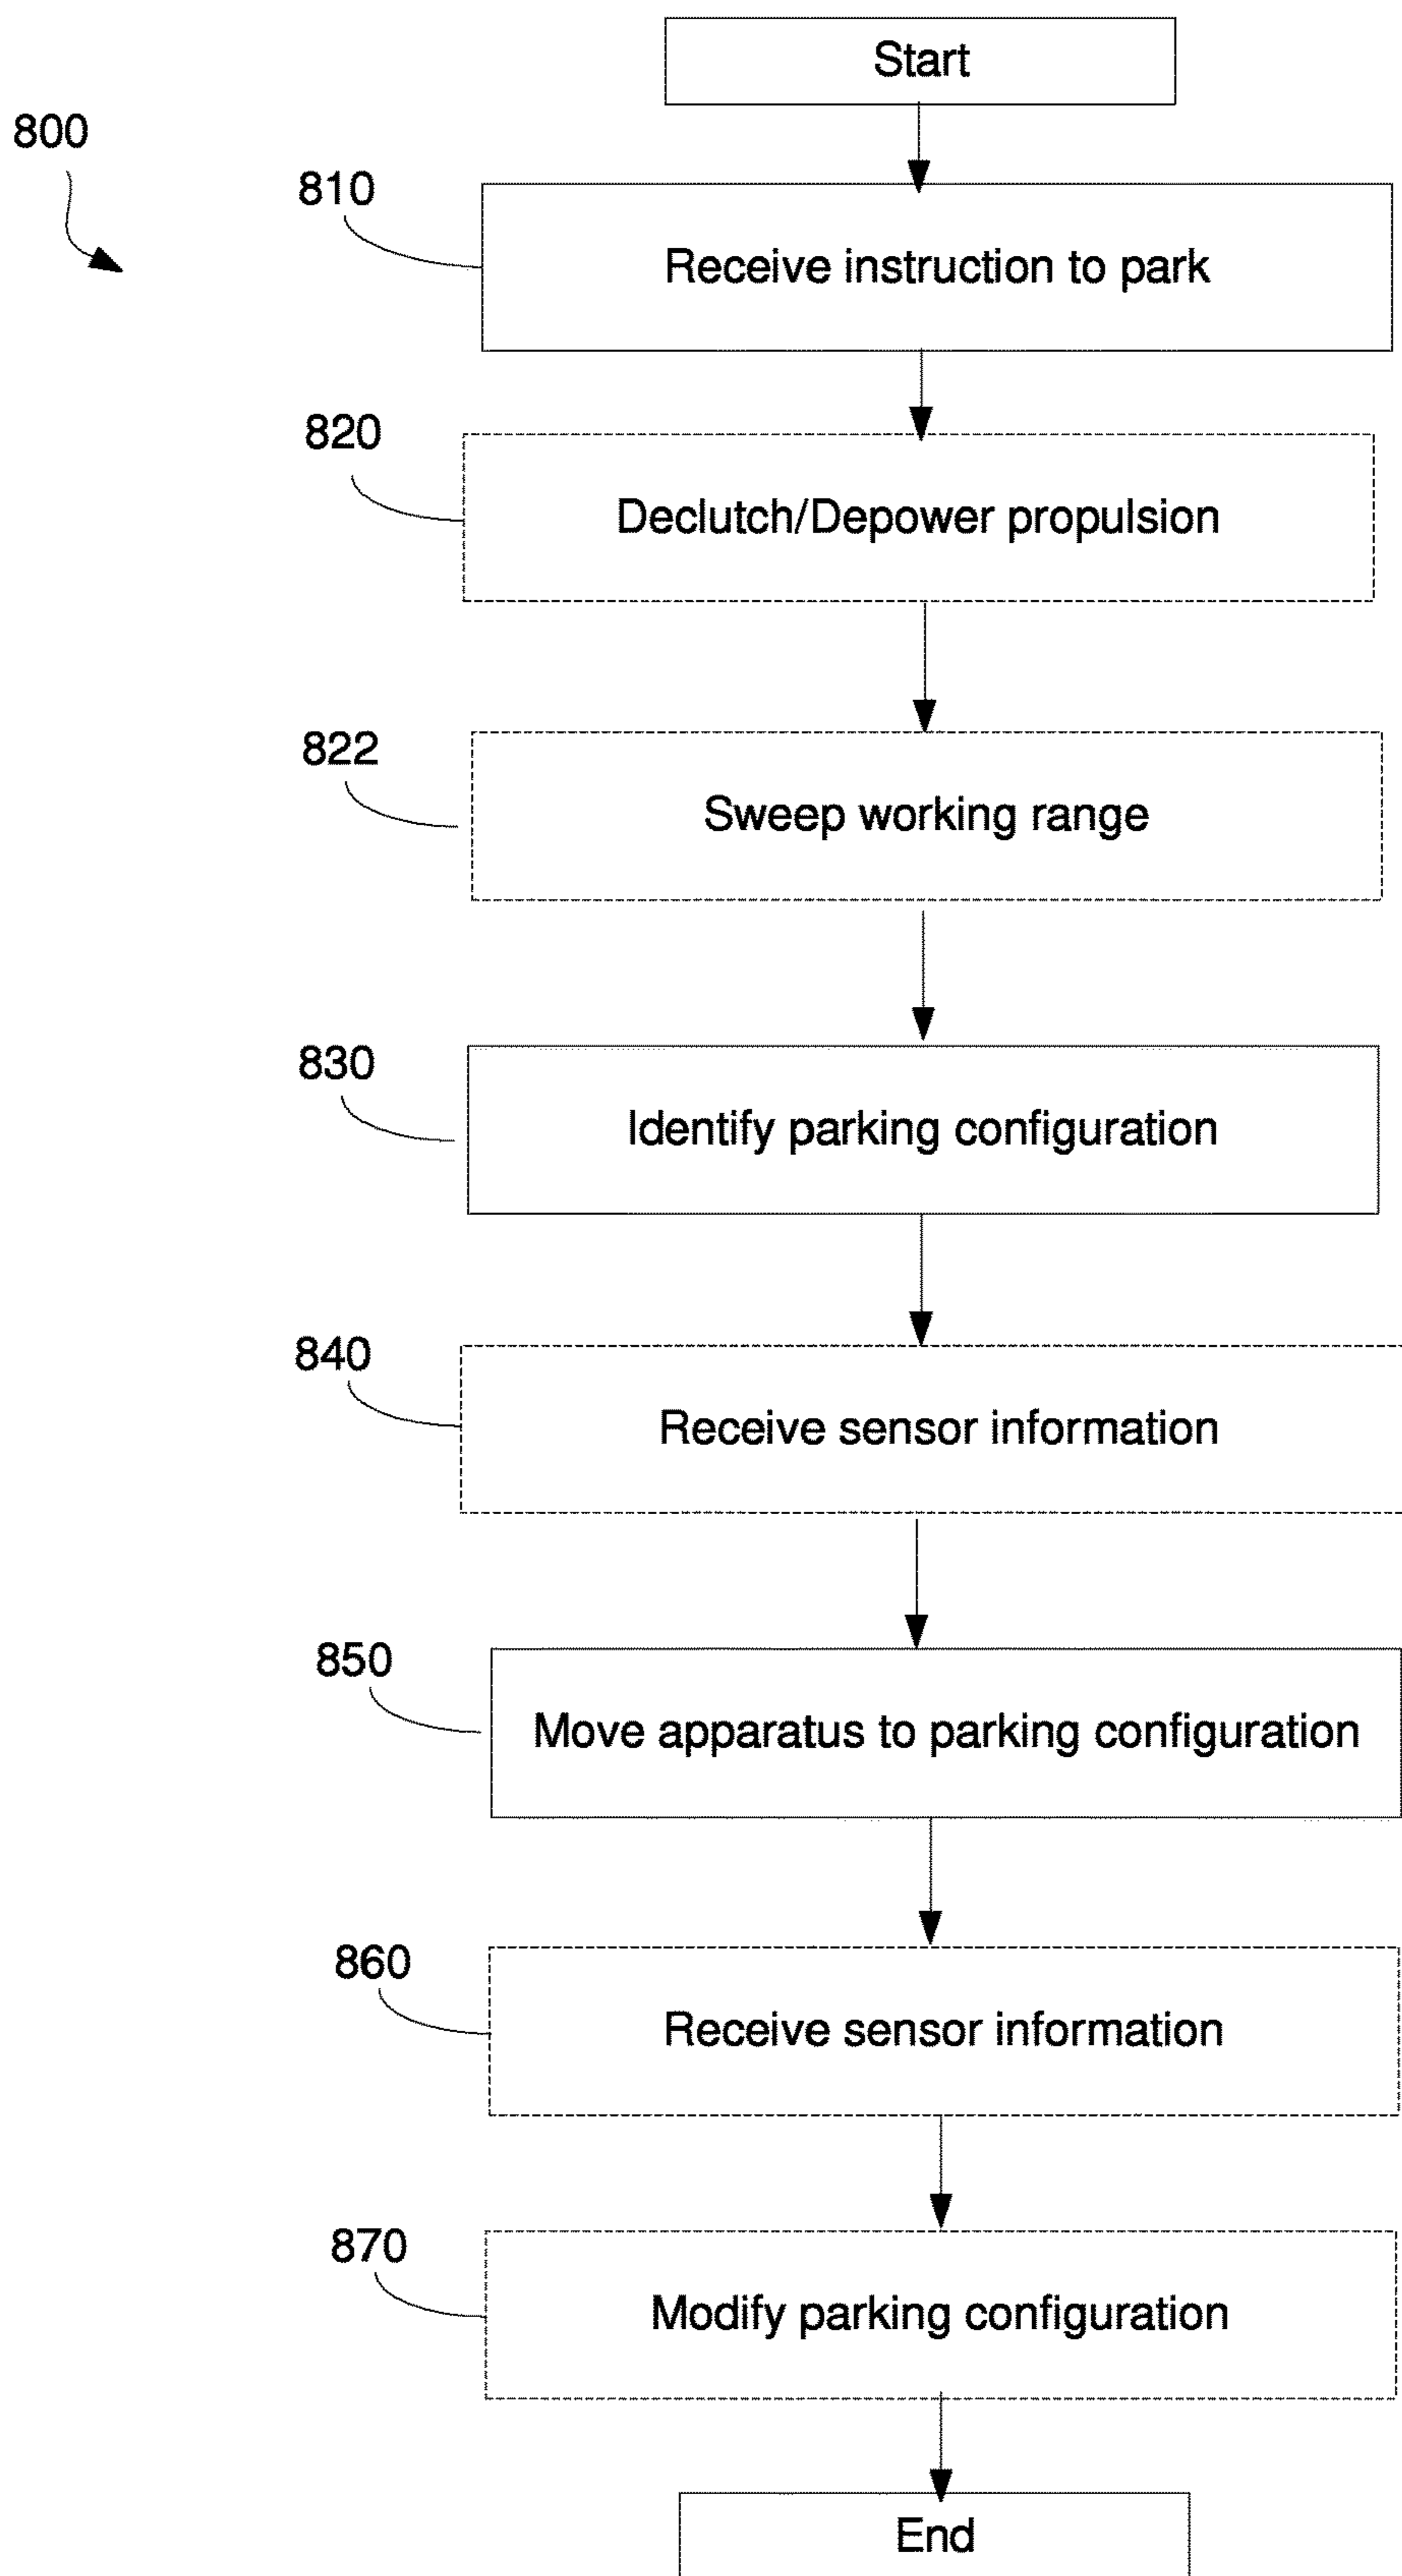 Start
800
810
Receive instruction to park
820
Declutch/Depower propulsion
822
Sweep working range
830
Identify parking configuration
840
Receive sensor information
850
Move apparatus to parking configuration
860
Receive sensor information
870
Modify parking configuration
End